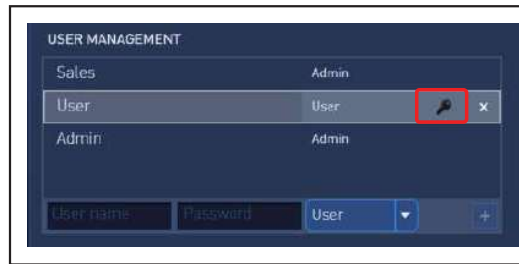 USER MANAGEMENT
Sales Admin
User User
Admin Admin
User name Password User